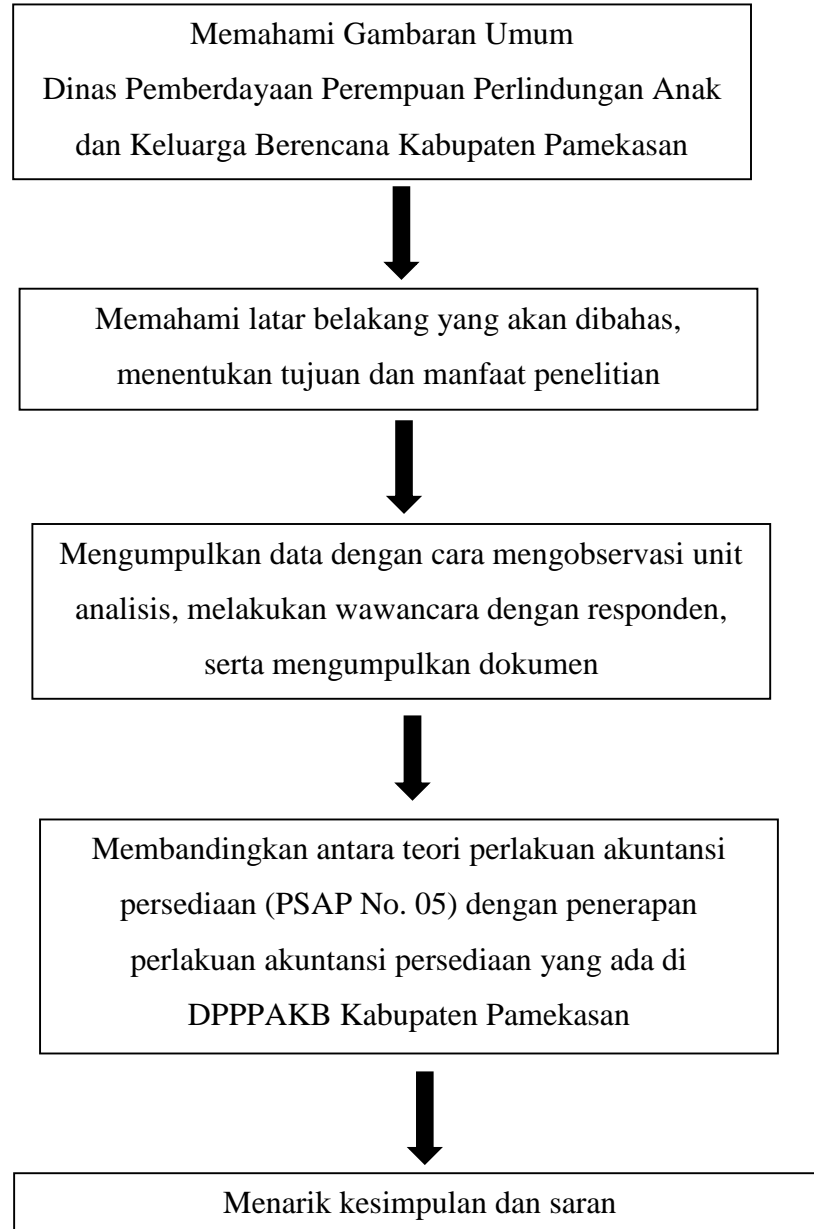 Memahami Gambaran Umum
Dinas Pemberdayaan Perempuan Perlindungan Anak
dan Keluarga Berencana Kabupaten Pamekasan
Memahami latar belakang yang akan dibahas,
menentukan tujuan dan manfaat penelitian
Mengumpulkan data dengan cara mengobservasi unit
analisis, melakukan wawancara dengan responden,
serta mengumpulkan dokumen
Membandingkan antara teori perlakuan akuntansi
persediaan (PSAP No. 05) dengan penerapan
perlakuan akuntansi persediaan yang ada di
DPPPAKB Kabupaten Pamekasan
Menarik kesimpulan dan saran